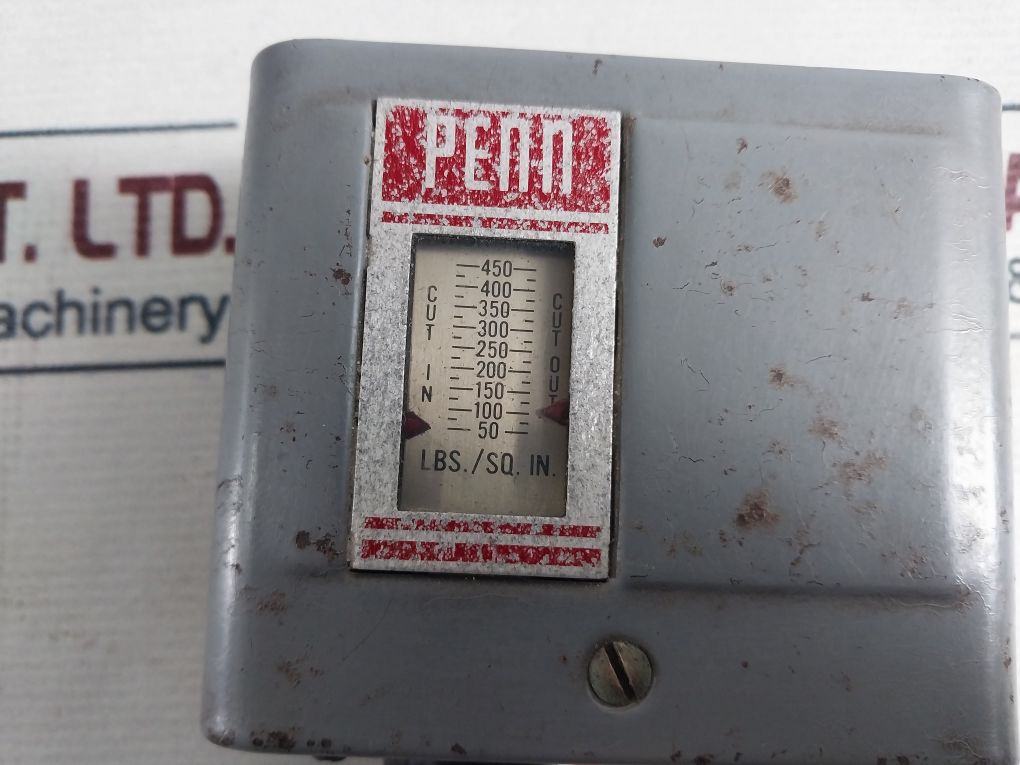 PENN
450
400
350
300
250
200
150
100
50
CUT IN
CUT OUT
LBS./SQ. IN.
T. LTD.
achinery
8